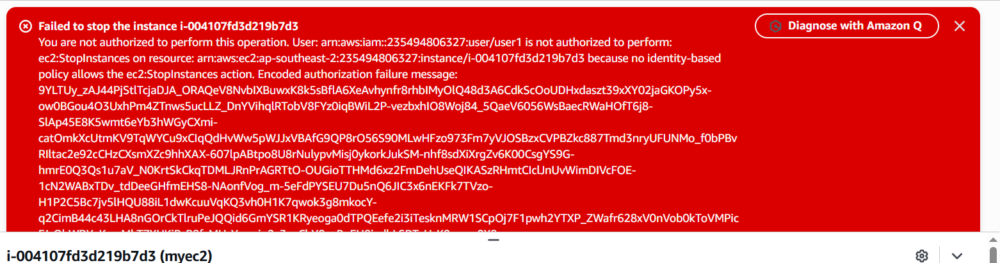 Failed to stop the instance i-004107fd3d219b7d3
Diagnose with Amazon Q
You are not authorized to perform this operation. User: arn:aws:iam::235494806327:user/user1 is not authorized to perform:
ec2:StopInstances on resource: arn:aws:ec2:ap-southeast-2:235494806327:instance/i-004107fd3d219b7d3 because no identity-based
policy allows the ec2:StopInstances action. Encoded authorization failure message:
9YLTUy_zAJ44PjStlTcjaDJA_ORAQeV8NvbIXBuwxK8k5sBflA6XeAvhynfr8rhbIMyOlQ48d3A6CdkScOoUDHxdaszt39xXY02jaGKOPy5x-
ow0BGou4O3UxhPm4ZTnws5ucLLZ_DnYVihqlRTobV8FYz0iqBWiL2P-vezbxhIO8Woj84_5QaeV6056WsBaecRWaHOfT6j8-
SlAp45E8K5wmt6eYb3hWGyCXmi-
catOmkXcUtmKV9TqWYCu9xCIqQdHvWw5pWJJxVBAfG9QP8rO56S90MLwHFzo973Fm7yVJOSBzxCVPBZkc887Tmd3nryUFUNMo_f0bPBv
RIltac2e92cCHzCXsmXZc9hhXAX-607lpABtpo8U8rNulypvMisj0ykorkJukSM-nhf8sdXiXrgZv6K00CsgYS9G-
hmrE0Q3Qs1u7aV_N0KrtSkCkqTDMLJRnPrAGRTtO-OUGioTTHMd6xz2FmDehUseQIKASzRHmtCIclJnUvWimDIVcFOE-
1cN2WABxTDv_tdDeeGHfmEHS8-NAonfVog_m-5eFdPYSEU7Du5nQ6JIC3x6nEKFk7TVzo-
H1P2C5Bc7jv5lHQU88iL1dwKcuuVqKQ3vh0H1K7qwok3g8mkocY-
q2CimB44c43LHA8nGOrCkTlruPeJQQid6GmYSR1KRyeoga0dTPQEefe2i3iTesknMRW1SCpOj7F1pwh2YTXP_ZWafr628xV0nVob0kToVMPic
i-004107fd3d219b7d3 (myec2)